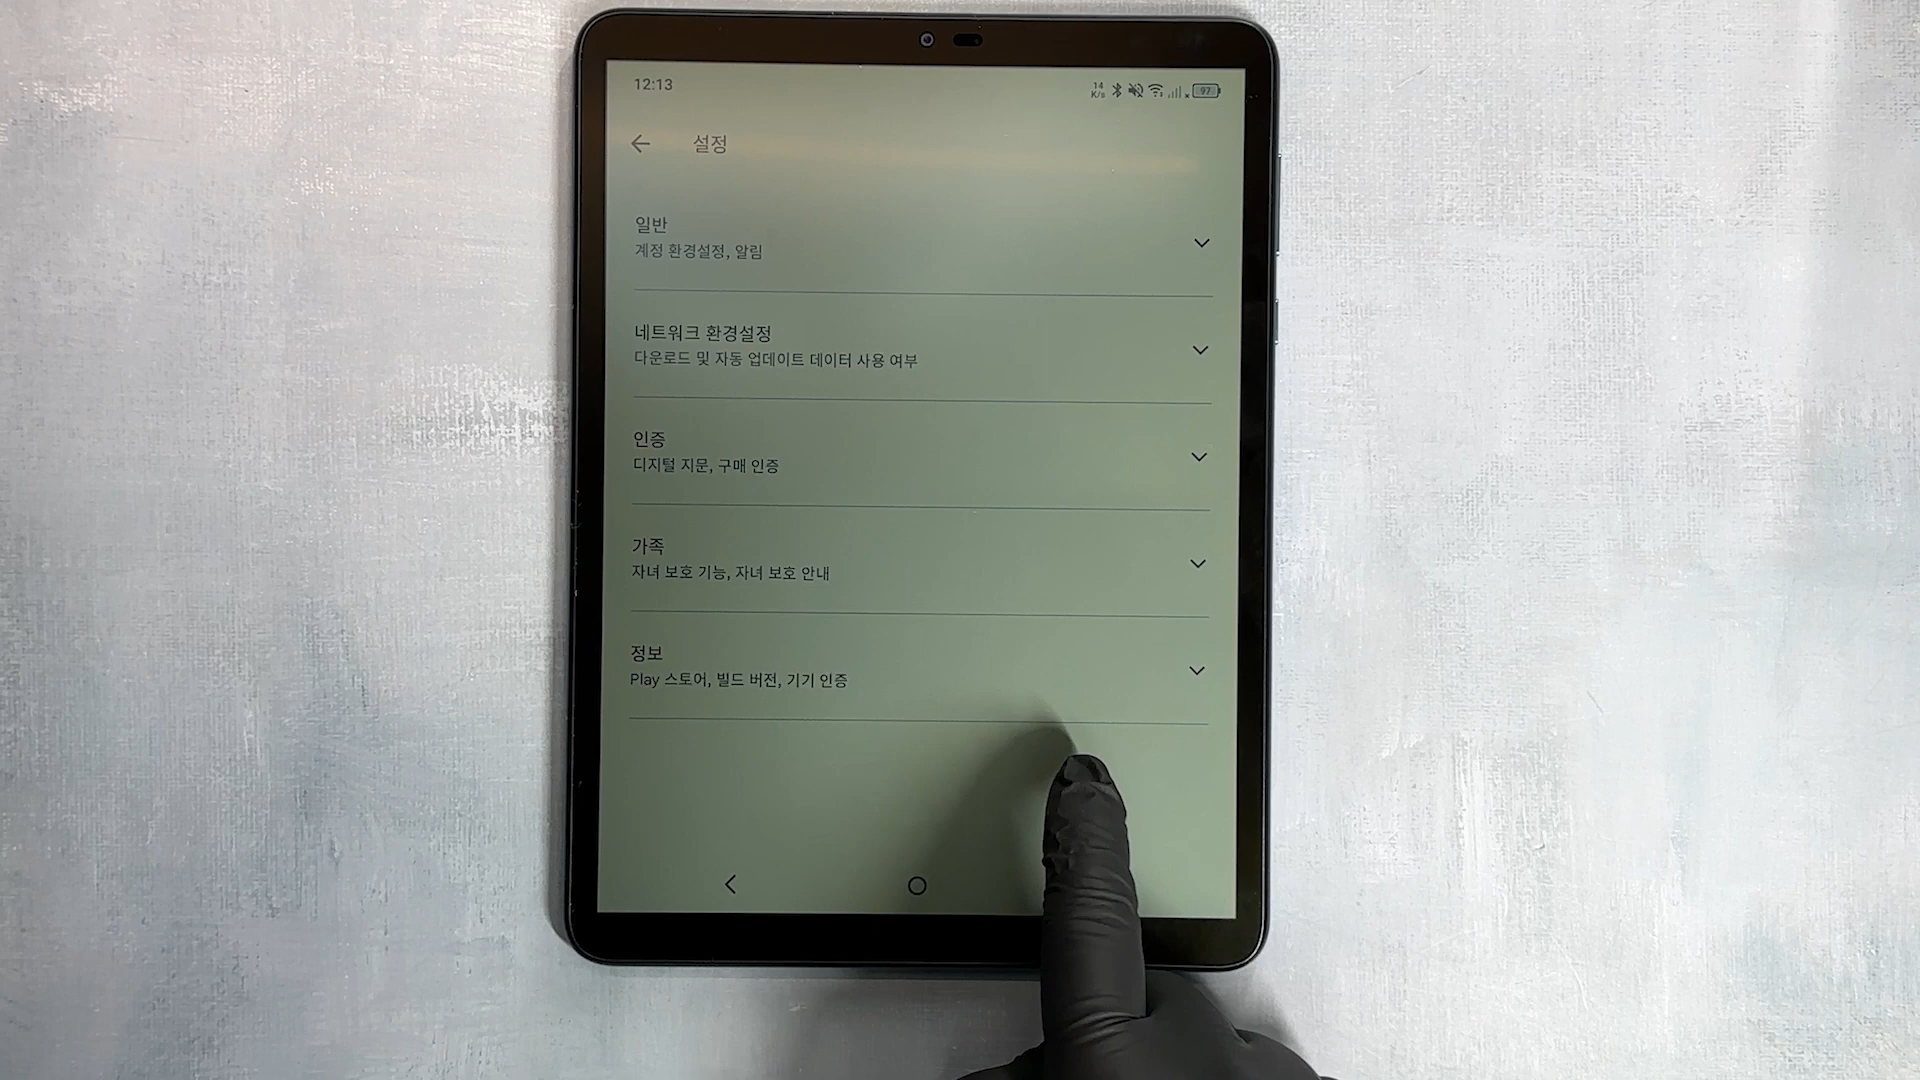 12:13
14
K/s
97
설정
일반
계정 환경설정, 알림
네트워크 환경설정
다운로드 및 자동 업데이트 데이터 사용 여부
인증
디지털 지문, 구매 인증
가족
자녀 보호 기능, 자녀 보호 안내
정보
Play 스토어, 빌드 버전, 기기 인증